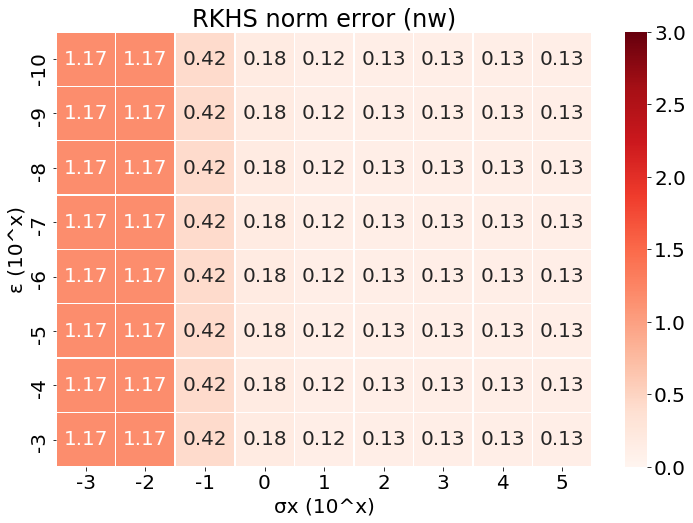 RKHS norm error (nw)
ε (10^x)
-10 1.17 1.17 0.42 0.18 0.12 0.13 0.13 0.13 0.13
-9 1.17 1.17 0.42 0.18 0.12 0.13 0.13 0.13 0.13
-8 1.17 1.17 0.42 0.18 0.12 0.13 0.13 0.13 0.13
-7 1.17 1.17 0.42 0.18 0.12 0.13 0.13 0.13 0.13
-6 1.17 1.17 0.42 0.18 0.12 0.13 0.13 0.13 0.13
-5 1.17 1.17 0.42 0.18 0.12 0.13 0.13 0.13 0.13
-4 1.17 1.17 0.42 0.18 0.12 0.13 0.13 0.13 0.13
-3 1.17 1.17 0.42 0.18 0.12 0.13 0.13 0.13 0.13
-3 -2 -1 0 1 2 3 4 5
σx (10^x)
3.0
2.5
2.0
1.5
1.0
0.5
0.0